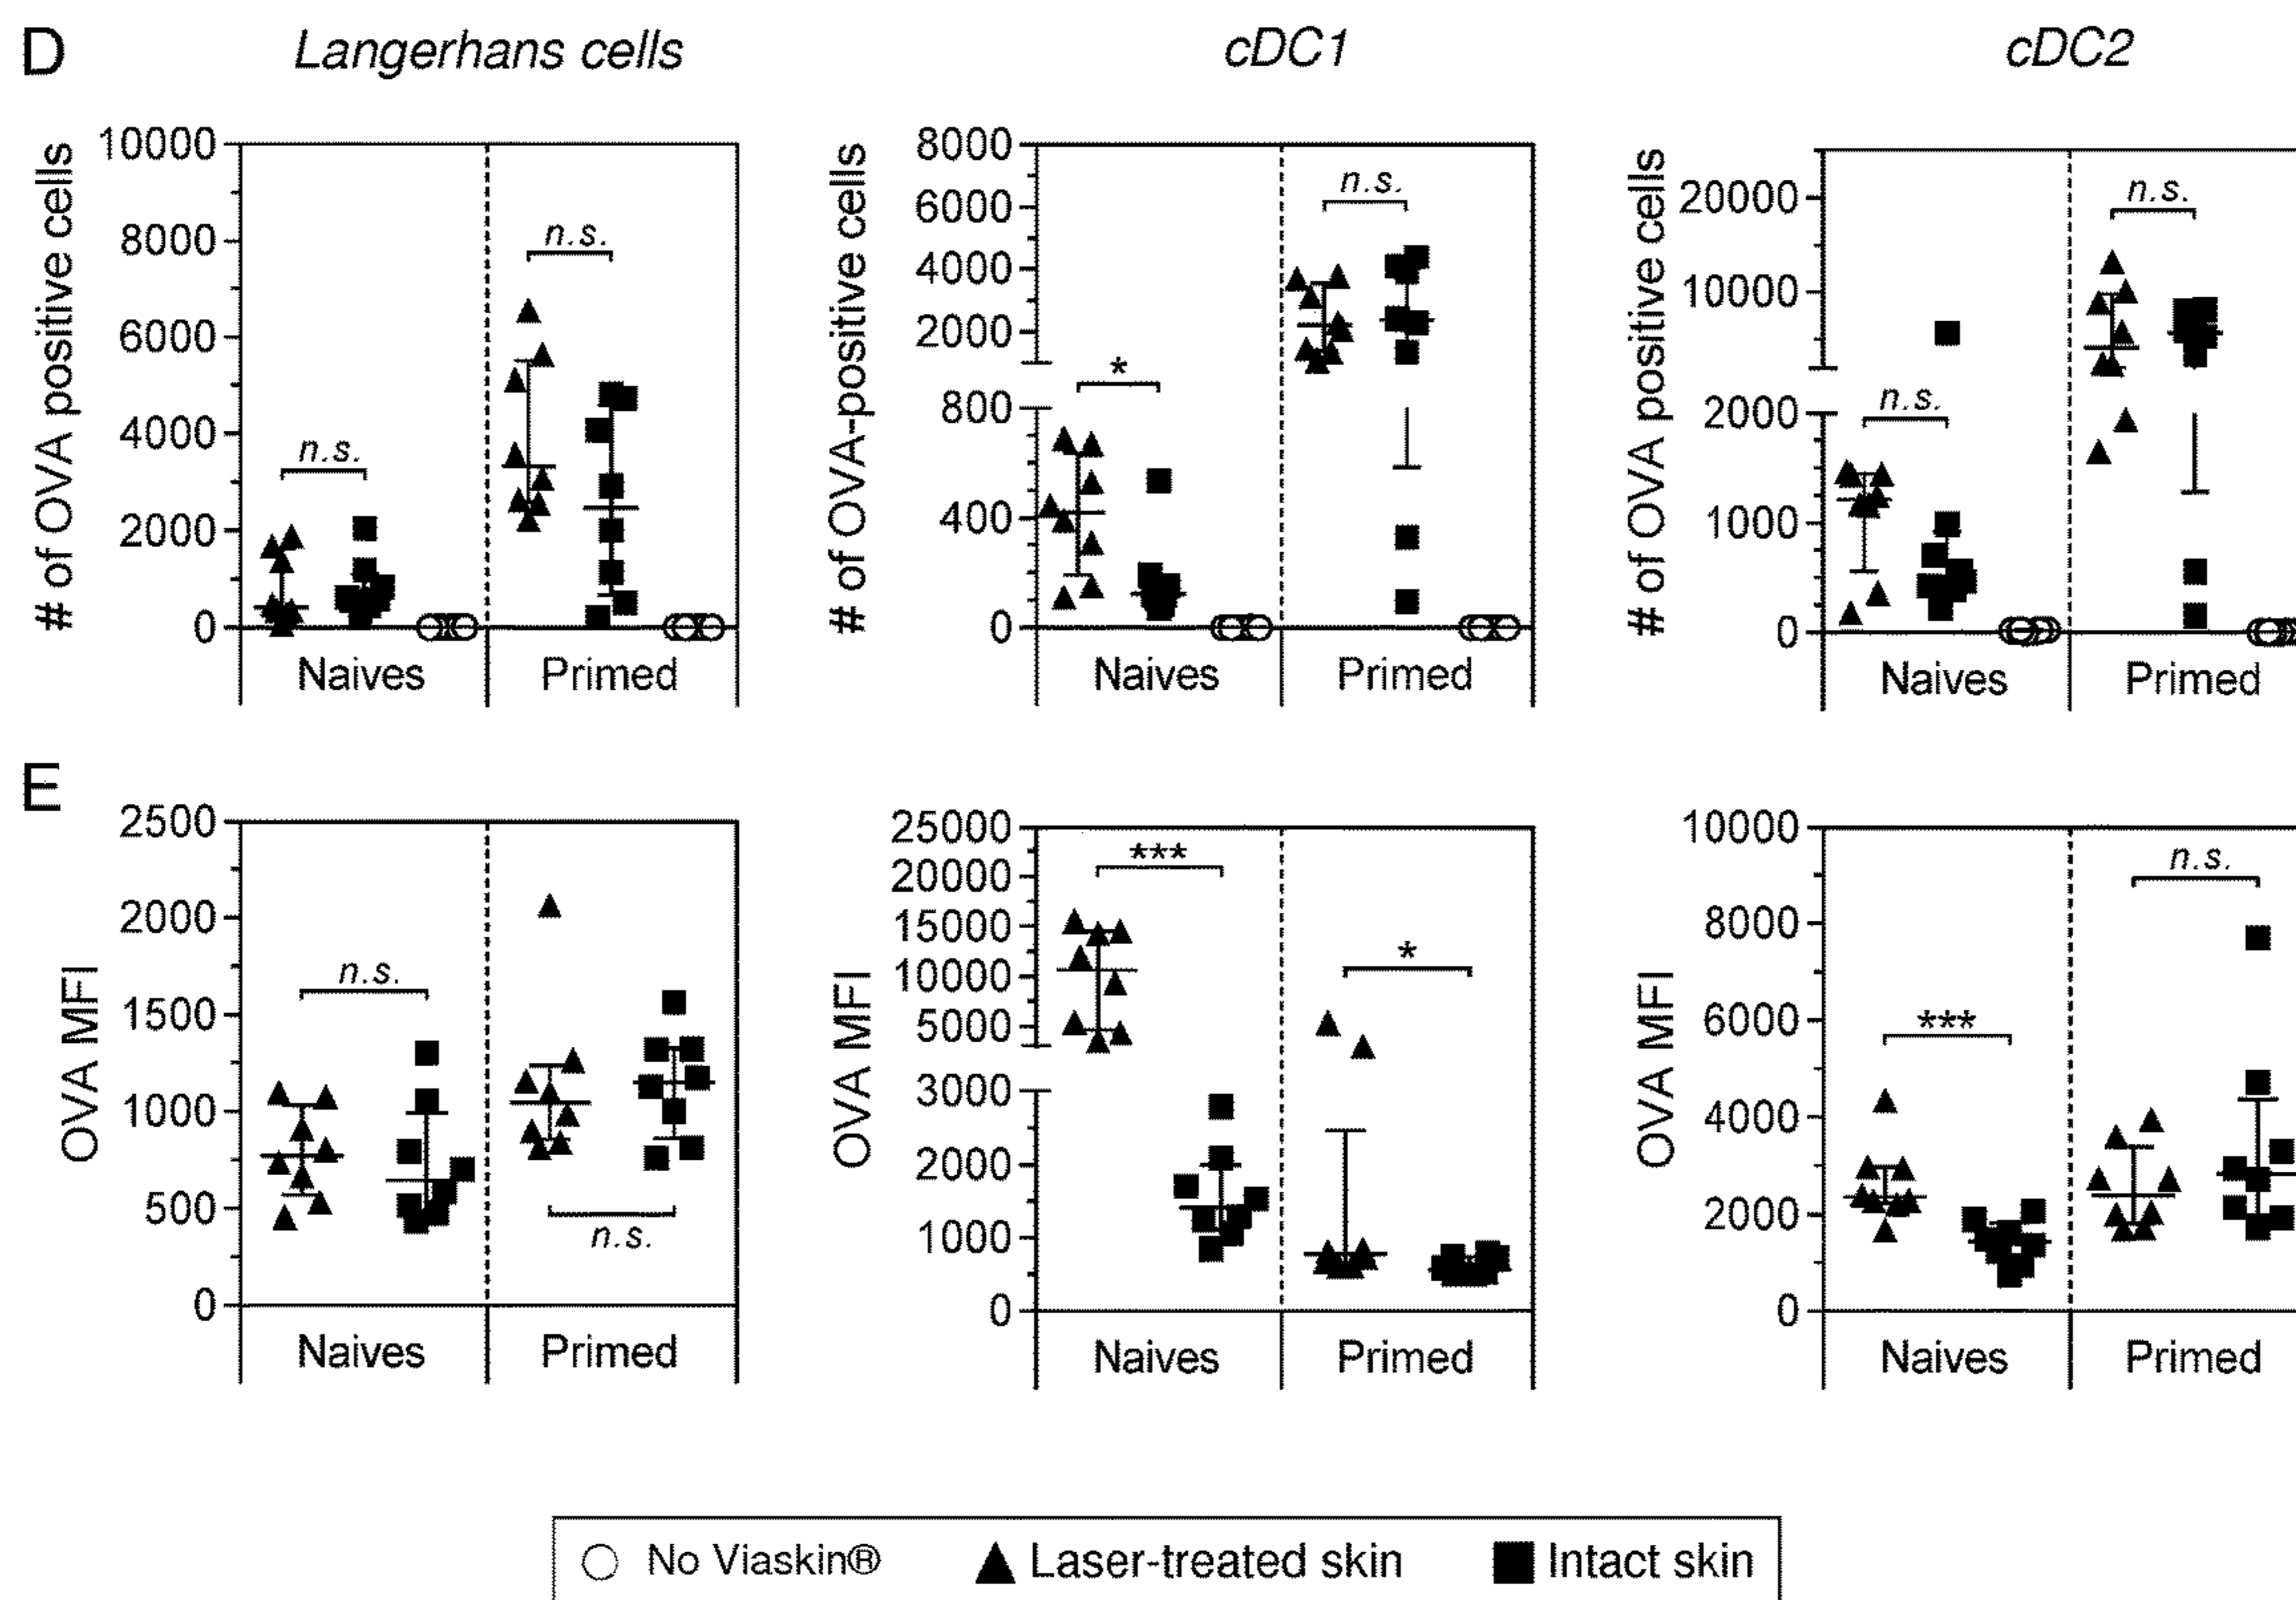 D
Langerhans cells
cDC1
cDC2
# of OVA positive cells
10000
8000
6000
4000
2000
0
n.s.
n.s.
Naives
Primed
# of OVA-positive cells
8000
6000
4000
2000
800
400
0
*
n.s.
Naives
Primed
# of OVA positive cells
20000
10000
2000
1000
0
n.s.
n.s.
Naives
Primed
E
OVA MFI
2500
2000
1500
1000
500
0
n.s.
n.s.
Naives
Primed
OVA MFI
25000
20000
15000
10000
5000
3000
2000
1000
0
***
*
Naives
Primed
OVA MFI
10000
8000
6000
4000
2000
0
***
n.s.
Naives
Primed
No Viaskin® Laser-treated skin Intact skin